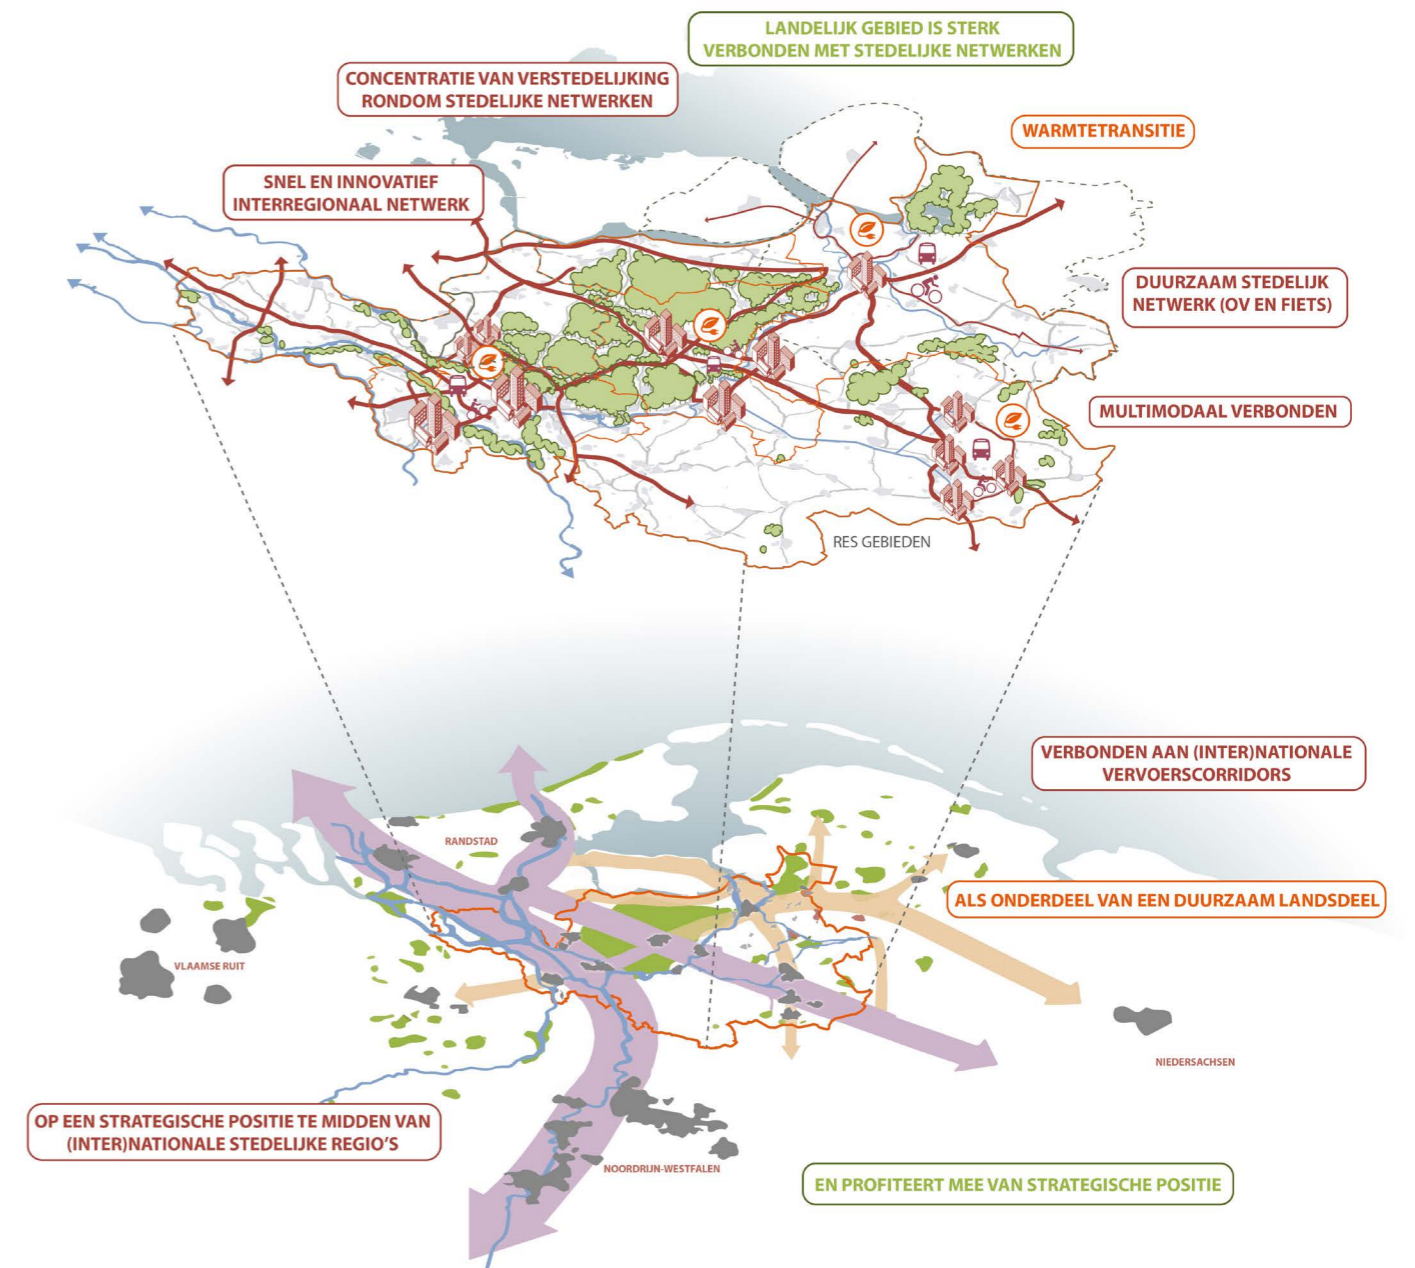 LANDELIJK GEBIED IS STERK
VERBONDEN MET STEDELIJKE NETWERKEN
CONCENTRATIE VAN VERSTEDELIJKING
RONDOM STEDELIJKE NETWERKEN
WARMTETRANSITIE
SNEL EN INNOVATIEF
INTERREGIONAAL NETWERK
DUURZAAM STEDELIJK
NETWERK (OV EN FIETS)
MULTIMODAAL VERBONDEN
RES GEBIEDEN
VERBONDEN AAN (INTER)NATIONALE
VERVOERSCORRIDORS
RANDSTAD
ALS ONDERDEEL VAN EEN DUURZAAM LANDSDEEL
VLAAMSE RUIT
NIEDERSACHSEN
OP EEN STRATEGISCHE POSITIE TE MIDDEN VAN
(INTER)NATIONALE STEDELIJKE REGIO'S
NOORDRIJN-WESTFALEN
EN PROFITEERT MEE VAN STRATEGISCHE POSITIE